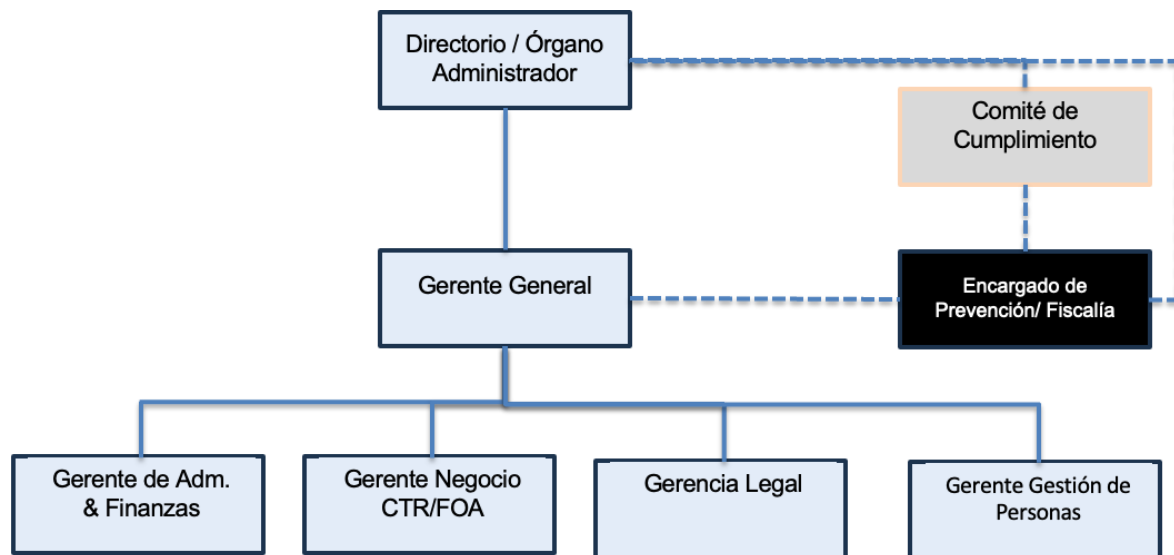 Directorio / Órgano
Administrador
Comité de
Cumplimiento
Gerente General
Encargado de
Prevención/ Fiscalía
Gerente de Adm.
& Finanzas
Gerente Negocio
CTR/FOA
Gerencia Legal
Gerente Gestión de
Personas